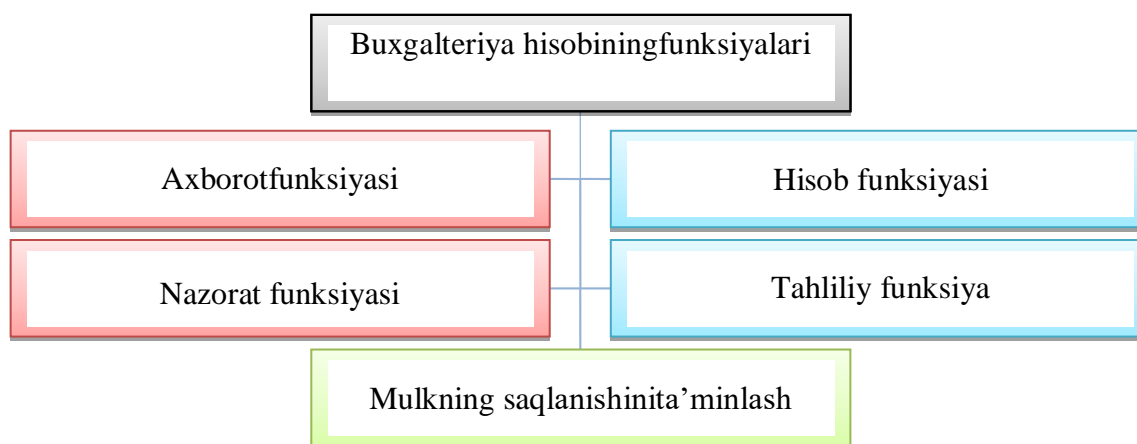 Buxgalteriya hisobiningfunksiyalari
Axborotfunksiyasi
Hisob funksiyasi
Nazorat funksiyasi
Tahliliy funksiya
Mulkning saqlanishinita’minlash